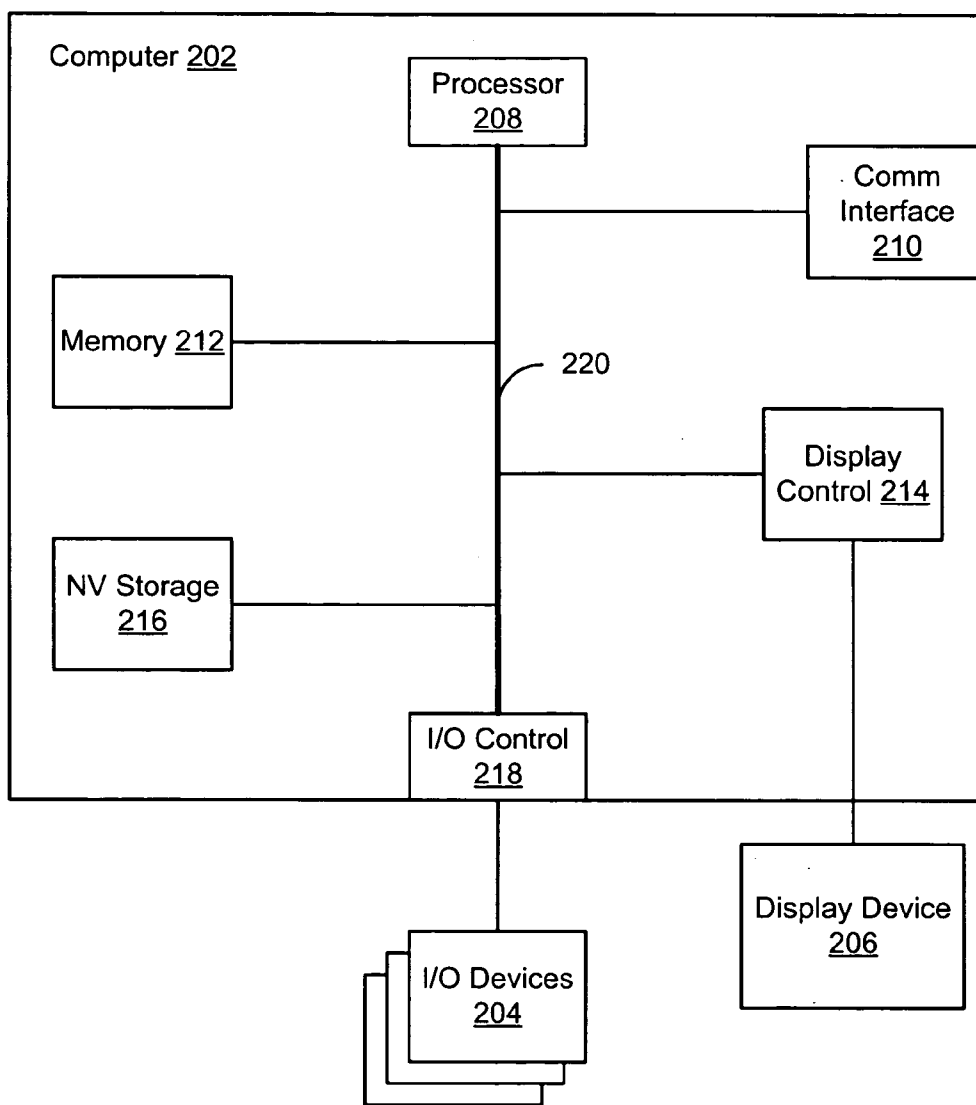 Computer 202
Processor
208
Comm
Interface
210
Memory 212
220
Display
Control 214
NV Storage
216
I/O Control
218
Display Device
206
I/O Devices
204